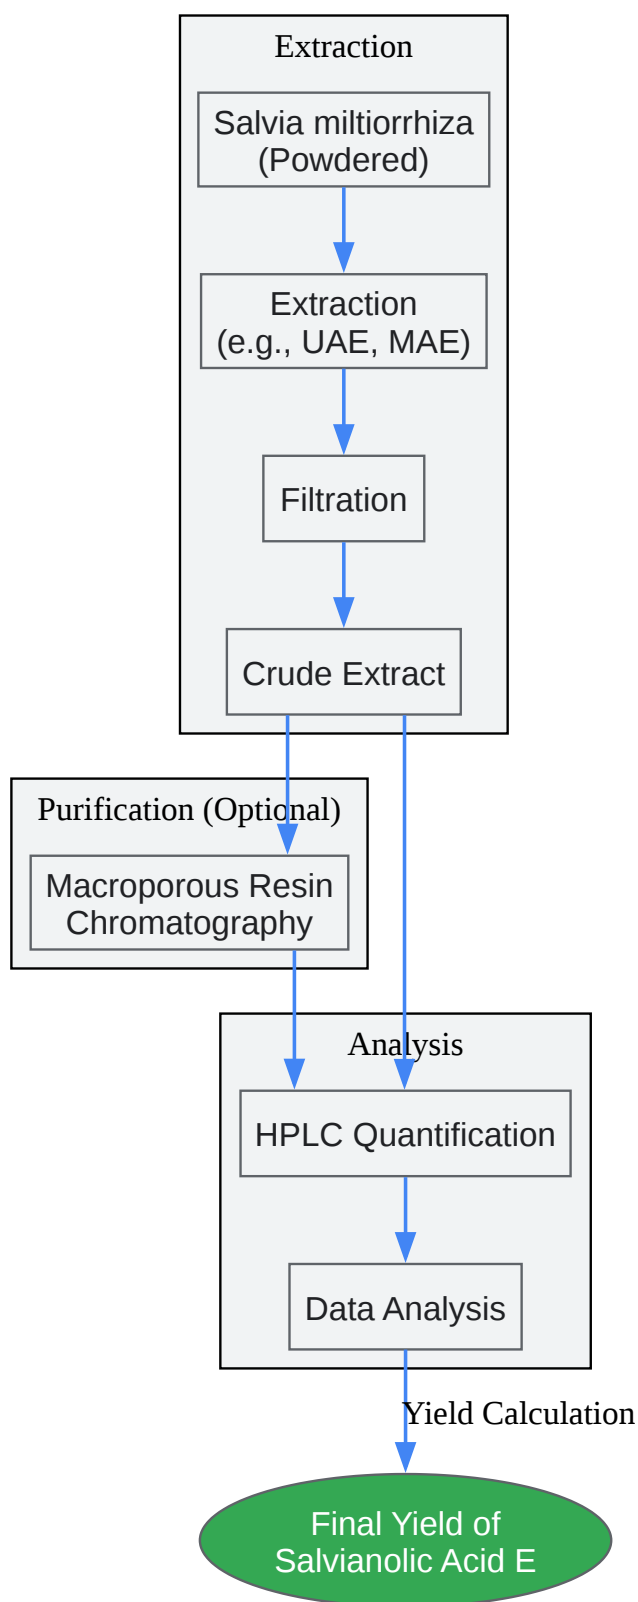 Extraction
Salvia miltiorrhiza
(Powdered)
Extraction
(e.g., UAE, MAE)
Filtration
Crude Extract
Purification (Optional)
Macroporous Resin
Chromatography
Analysis
HPLC Quantification
Data Analysis
Yield Calculation
Final Yield of
Salvianolic Acid E